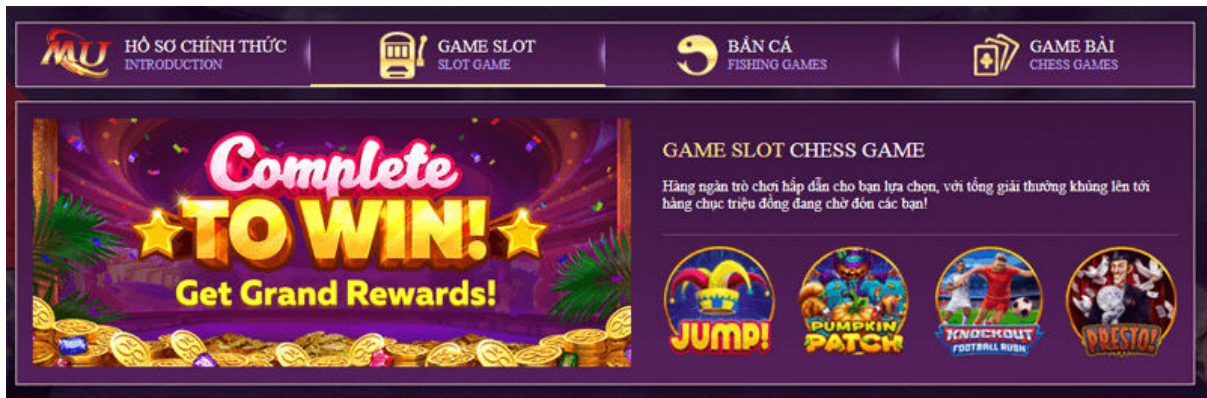 MU
HỒ SƠ CHÍNH THỨC
INTRODUCTION
GAME SLOT
SLOT GAME
BẮN CÁ
FISHING GAMES
GAME BÀI
CHESS GAMES
Complete
TO WIN!
Get Grand Rewards!
GAME SLOT CHESS GAME
Hàng ngàn trò chơi hấp dẫn cho bạn lựa chọn, với tổng giải thưởng khủng lên tới
hàng chục triệu đồng đang chờ đón các bạn!
JUMP!
PUMPKIN
PATCH
KNOCKOUT
FOOTBALL RUSH
PRESTO!